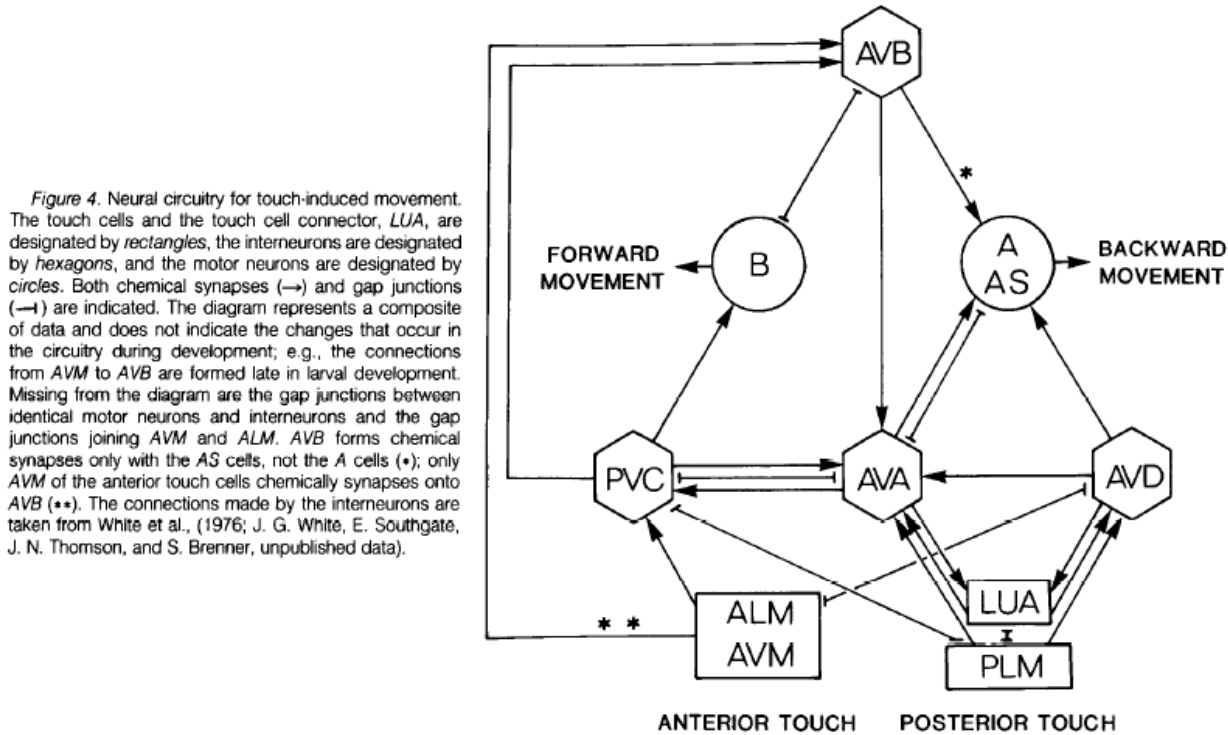 Figure 4. Neural circuitry for touch-induced movement.
The touch cells and the touch cell connector, LUA, are
designated by rectangles, the interneurons are designated
by hexagons, and the motor neurons are designated by
circles. Both chemical synapses (→) and gap junctions
(⊣) are indicated. The diagram represents a composite
of data and does not indicate the changes that occur in
the circuitry during development; e.g., the connections
from AVM to AVB are formed late in larval development.
Missing from the diagram are the gap junctions between
identical motor neurons and interneurons and the gap
junctions joining AVM and ALM. AVB forms chemical
synapses only with the AS cells, not the A cells (*); only
AVM of the anterior touch cells chemically synapses onto
AVB (**). The connections made by the interneurons are
taken from White et al., (1976; J. G. White, E. Southgate,
J. N. Thomson, and S. Brenner, unpublished data).
AVB
*
FORWARD
MOVEMENT
B
A
AS
BACKWARD
MOVEMENT
PVC
AVA
AVD
* *
ALM
AVM
LUA
PLM
ANTERIOR TOUCH
POSTERIOR TOUCH